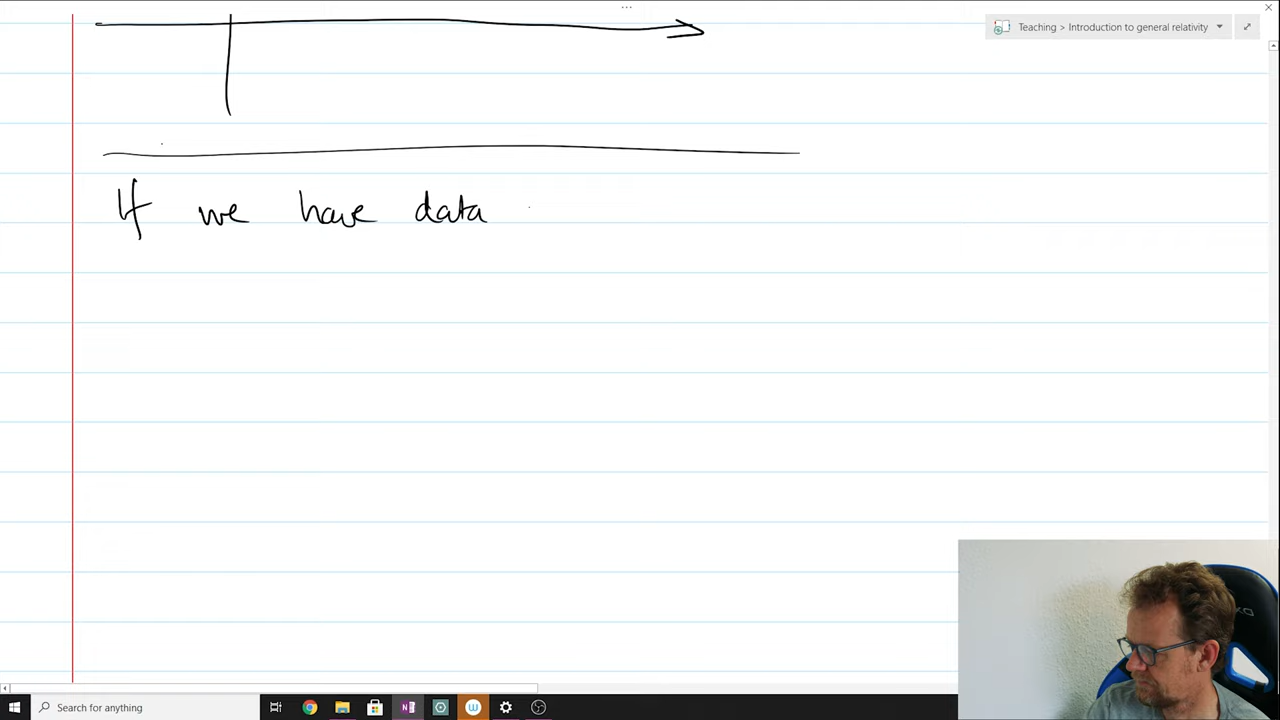 Teaching > Introduction to general relativity
If we have data
Search for anything